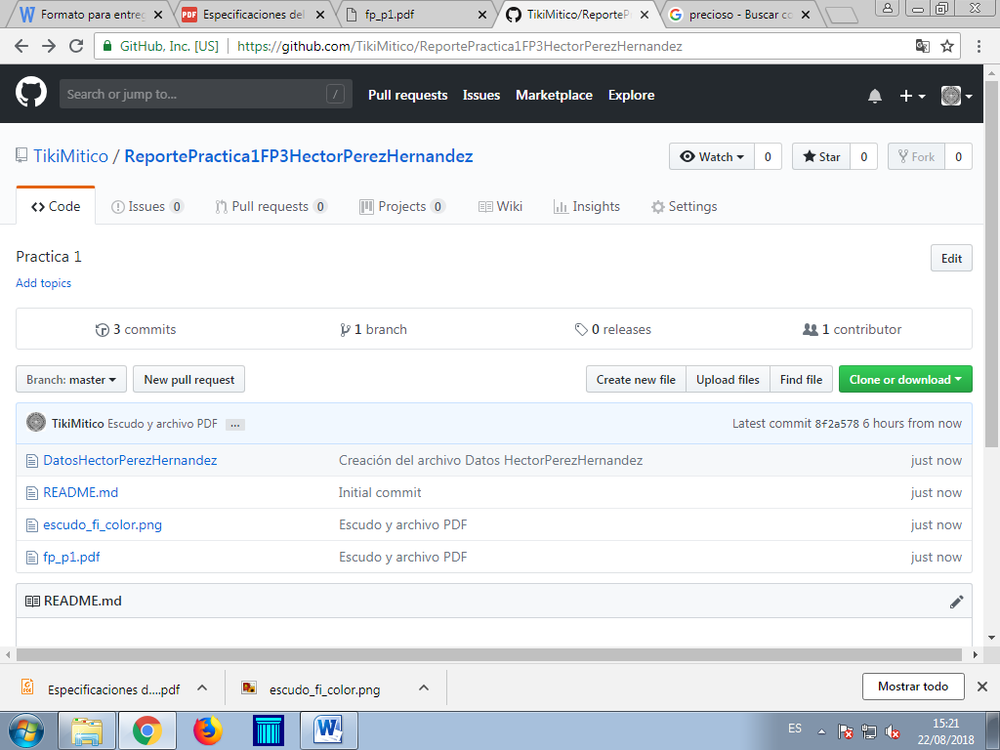 Formato para entreg
Especificaciones del
fp_p1.pdf
TikiMitico/ReporteP
precioso - Buscar co
GitHub, Inc. [US]
https://github.com/TikiMitico/ReportePractica1FP3HectorPerezHernandez
Search or jump to...
/
Pull requests
Issues
Marketplace
Explore
TikiMitico / ReportePractica1FP3HectorPerezHernandez
Watch
0
Star
0
Fork
0
Code
Issues 0
Pull requests 0
Projects 0
Wiki
Insights
Settings
Practica 1
Edit
Add topics
3 commits
1 branch
0 releases
1 contributor
Branch: master
New pull request
Create new file
Upload files
Find file
Clone or download
TikiMitico Escudo y archivo PDF ...
Latest commit 8f2a578 6 hours from now
DatosHectorPerezHernandez
Creación del archivo Datos HectorPerezHernandez
just now
README.md
Initial commit
just now
escudo_fi_color.png
Escudo y archivo PDF
just now
fp_p1.pdf
Escudo y archivo PDF
just now
README.md
Especificaciones d....pdf
escudo_fi_color.png
Mostrar todo
ES
15:21
22/08/2018